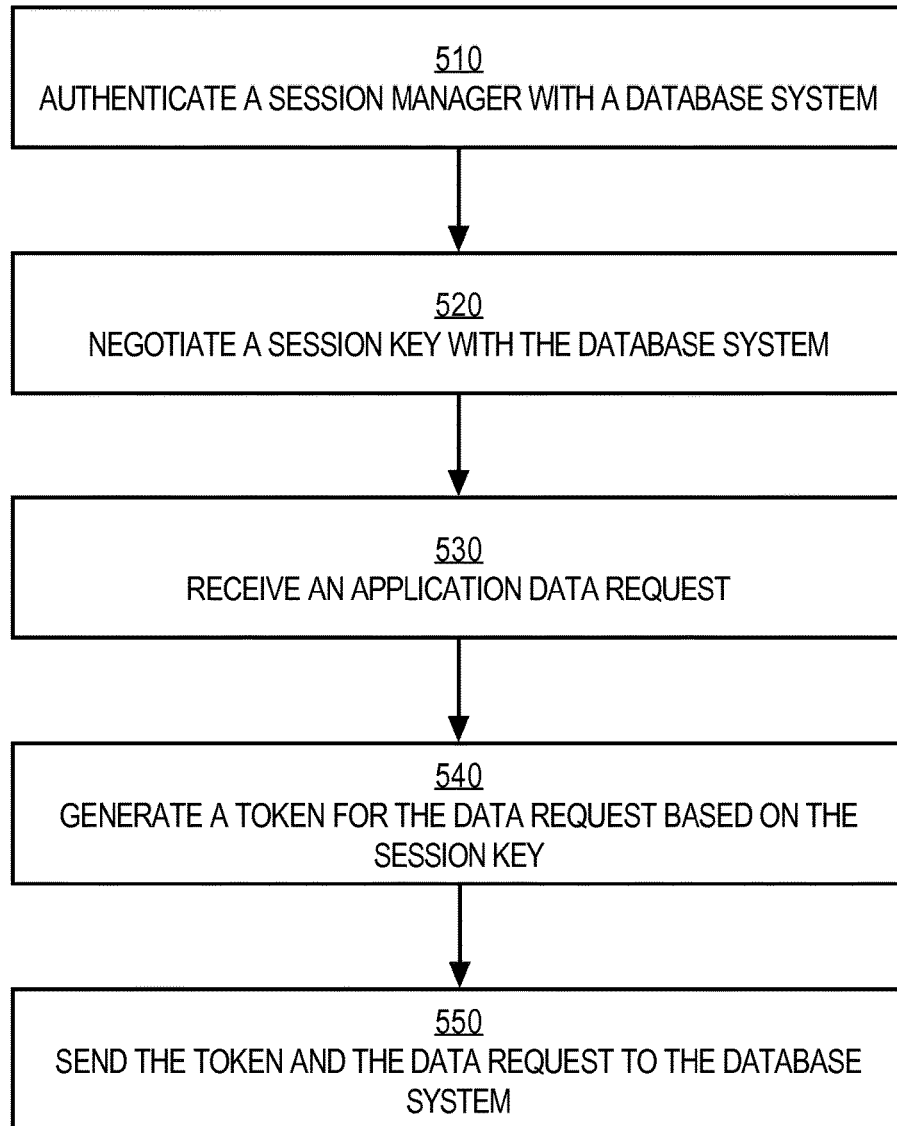 510
AUTHENTICATE A SESSION MANAGER WITH A DATABASE SYSTEM
520
NEGOTIATE A SESSION KEY WITH THE DATABASE SYSTEM
530
RECEIVE AN APPLICATION DATA REQUEST
540
GENERATE A TOKEN FOR THE DATA REQUEST BASED ON THE
SESSION KEY
550
SEND THE TOKEN AND THE DATA REQUEST TO THE DATABASE
SYSTEM